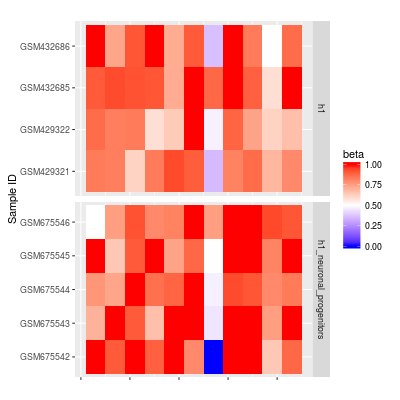 Sample ID
GSM432686
GSM432685
GSM429322
GSM429321
h1
GSM675546
GSM675545
GSM675544
GSM675543
GSM675542
h1_neuronal_progenitors
beta
1.00
0.75
0.50
0.25
0.00